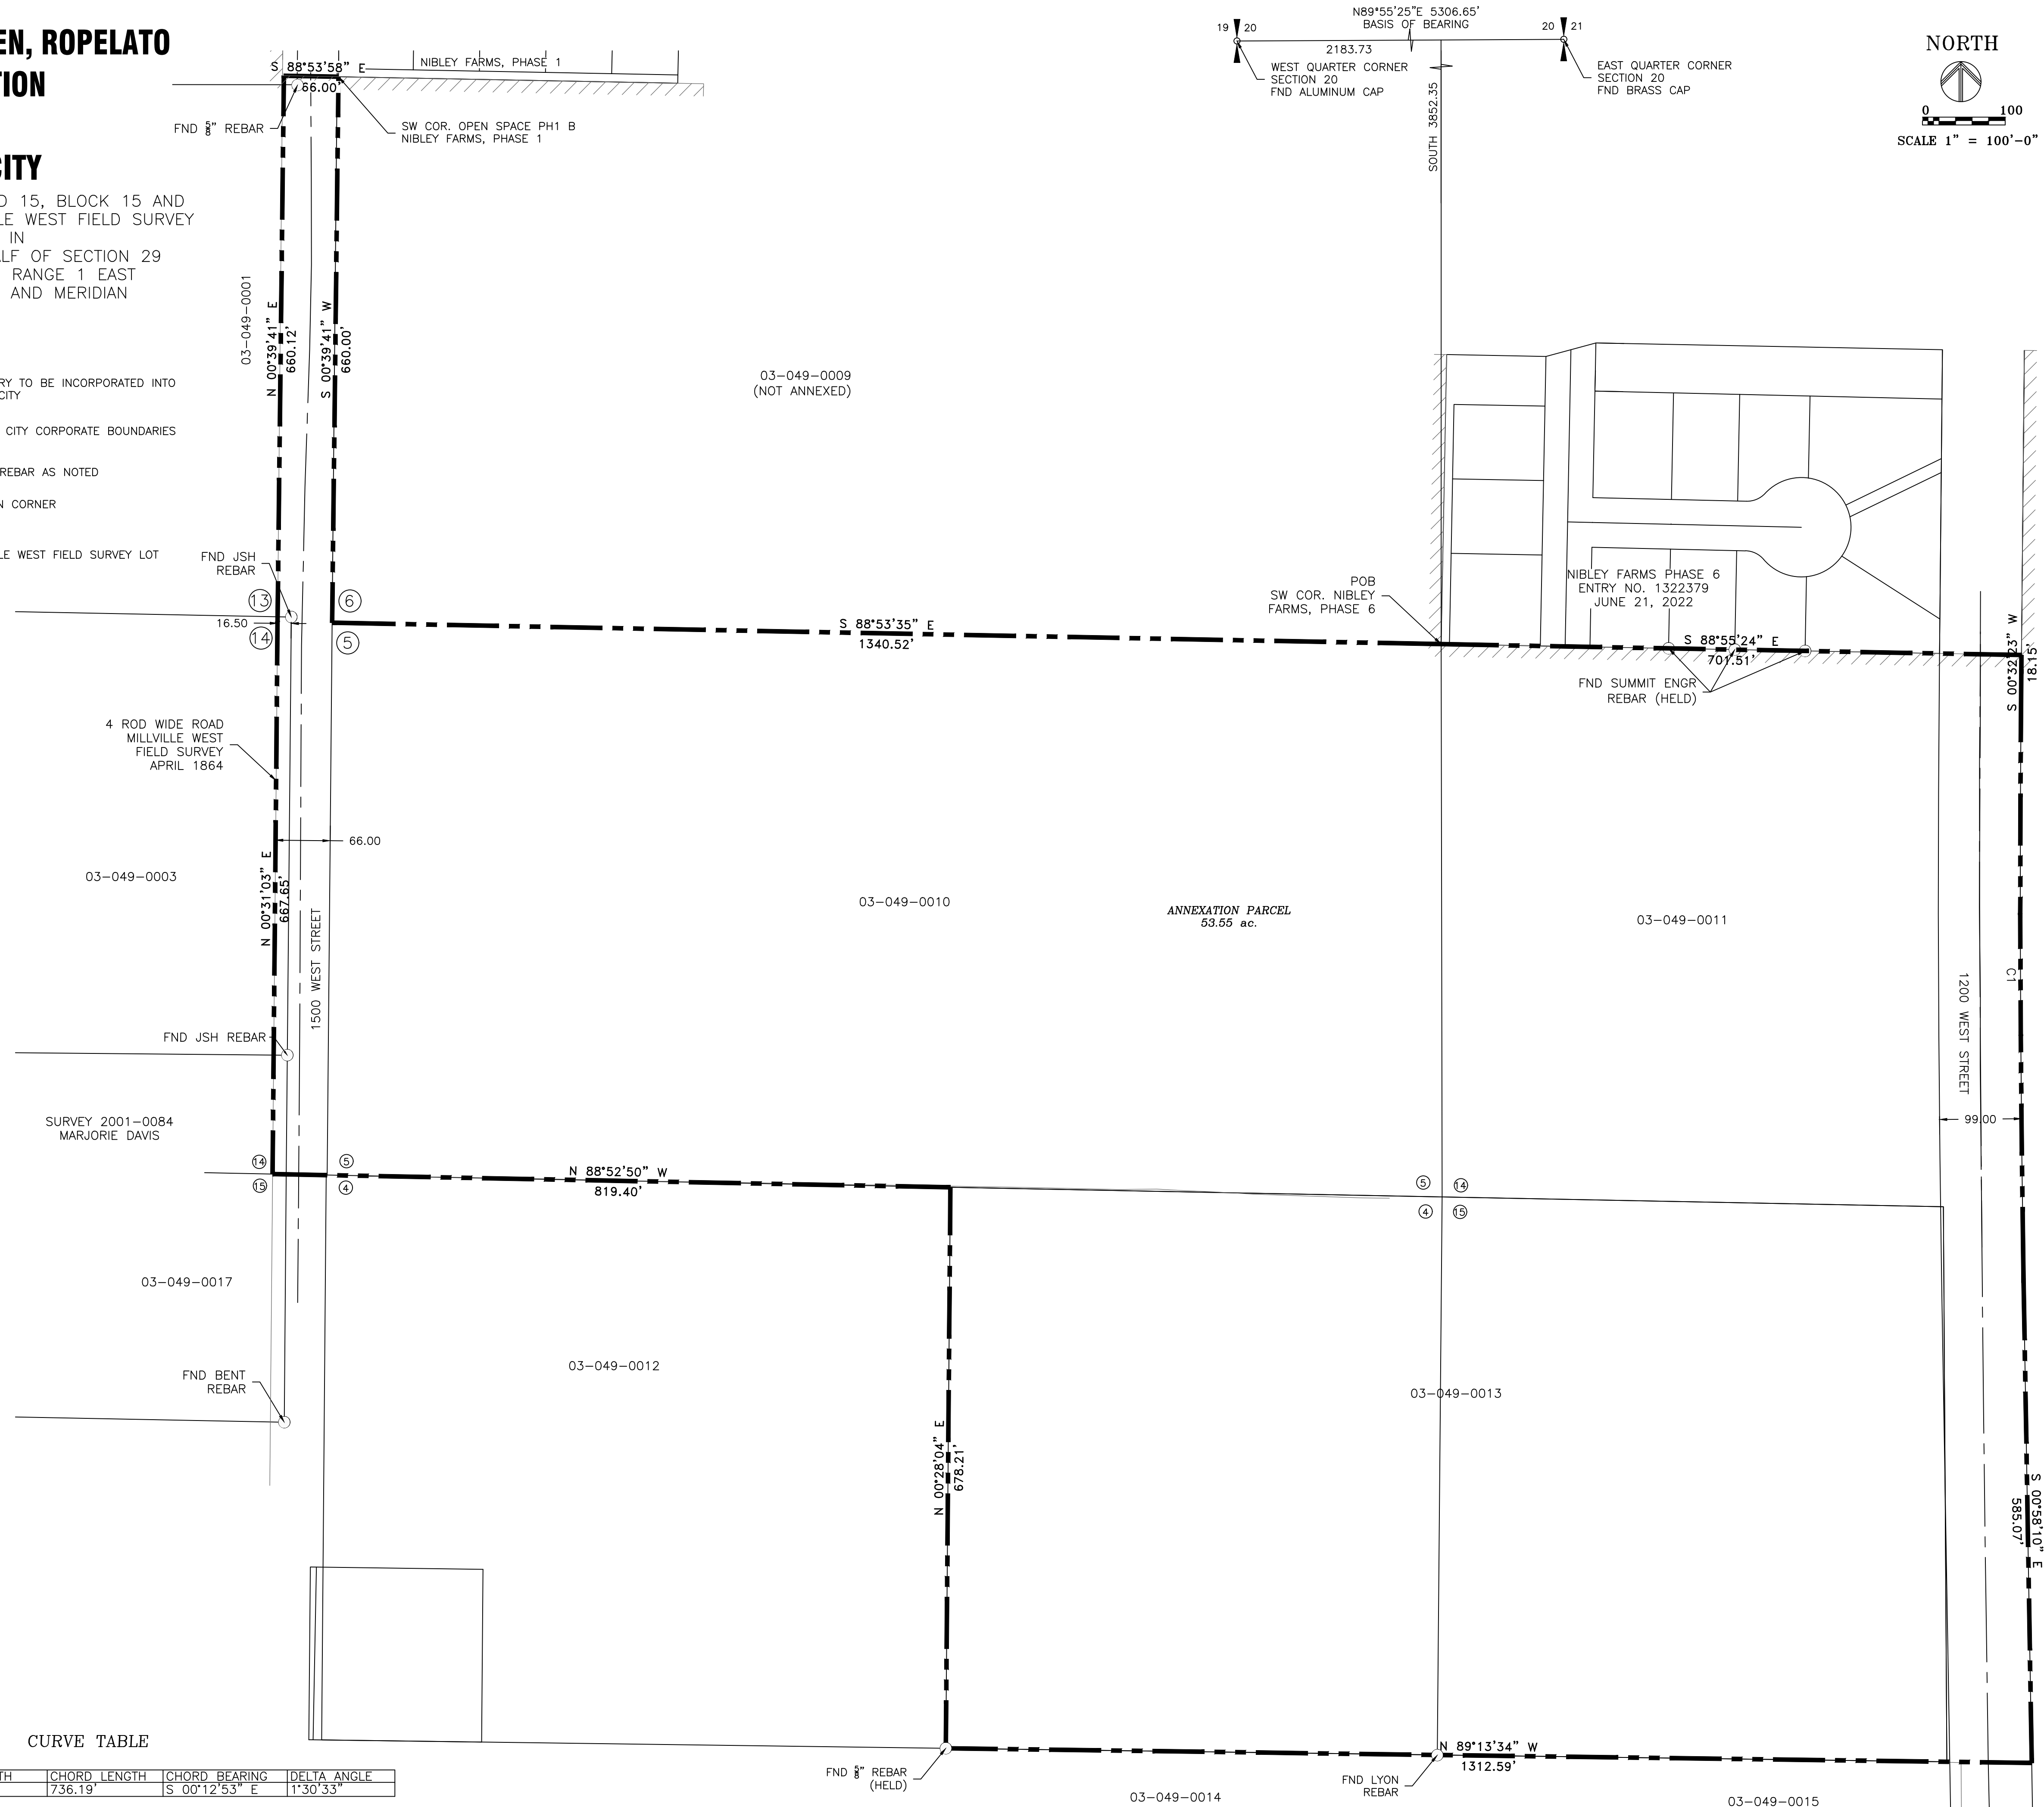 EN, ROPELATO
TION
CITY
D 15, BLOCK 15 AND
LE WEST FIELD SURVEY
IN
ALF OF SECTION 29
RANGE 1 EAST
AND MERIDIAN
RY TO BE INCORPORATED INTO
CITY
CITY CORPORATE BOUNDARIES
REBAR AS NOTED
N CORNER
LE WEST FIELD SURVEY LOT
S 88°53'58" E
66.00'
NIBLEY FARMS, PHASE 1
FND 5/8" REBAR
SW COR. OPEN SPACE PH1 B
NIBLEY FARMS, PHASE 1
N89°55'25"E 5306.65'
BASIS OF BEARING
19 20
20 21
2183.73
WEST QUARTER CORNER
SECTION 20
FND ALUMINUM CAP
EAST QUARTER CORNER
SECTION 20
FND BRASS CAP
SOUTH 3852.35
NORTH
0 100
SCALE 1" = 100'-0"
03-049-0001
N 00°39'41" E
660.12'
S 00°39'41" W
660.00'
03-049-0009
(NOT ANNEXED)
FND JSH
REBAR
13
6
16.50
14
5
S 88°53'35" E
1340.52'
POB
SW COR. NIBLEY
FARMS, PHASE 6
NIBLEY FARMS PHASE 6
ENTRY NO. 1322379
JUNE 21, 2022
S 88°55'24" E
701.51'
FND SUMMIT ENGR
REBAR (HELD)
S 00°32'23" W
18.15'
4 ROD WIDE ROAD
MILLVILLE WEST
FIELD SURVEY
APRIL 1864
66.00
03-049-0003
N 00°31'03" E
667.65'
1500 WEST STREET
03-049-0010
ANNEXATION PARCEL
53.55 ac.
03-049-0011
C1
1200 WEST STREET
99.00
FND JSH REBAR
SURVEY 2001-0084
MARJORIE DAVIS
14
5
15
4
N 88°52'50" W
819.40'
5
14
4
15
03-049-0017
03-049-0012
03-049-0013
FND BENT
REBAR
N 00°28'04" E
678.21'
S 00°58'10" E
585.07'
CURVE TABLE
TH CHORD LENGTH CHORD BEARING DELTA ANGLE
736.19' S 00°12'53" E 1°30'33"
FND 5/8" REBAR
(HELD)
N 89°13'34" W
1312.59'
FND LYON
REBAR
03-049-0014
03-049-0015